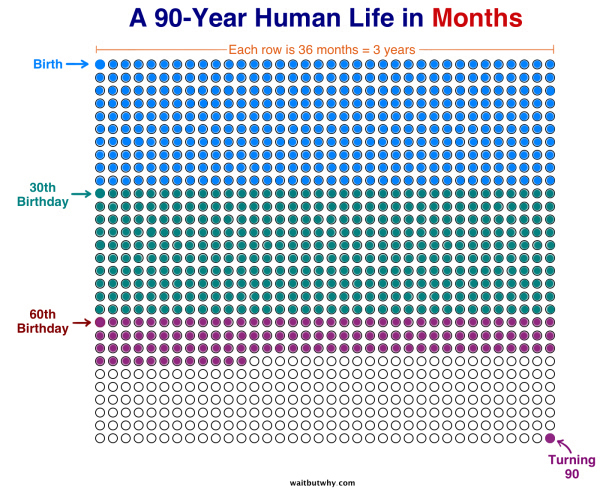 A 90-Year Human Life in Months
Each row is 36 months = 3 years
Birth
30th
Birthday
60th
Birthday
Turning
90
waitbutwhy.com